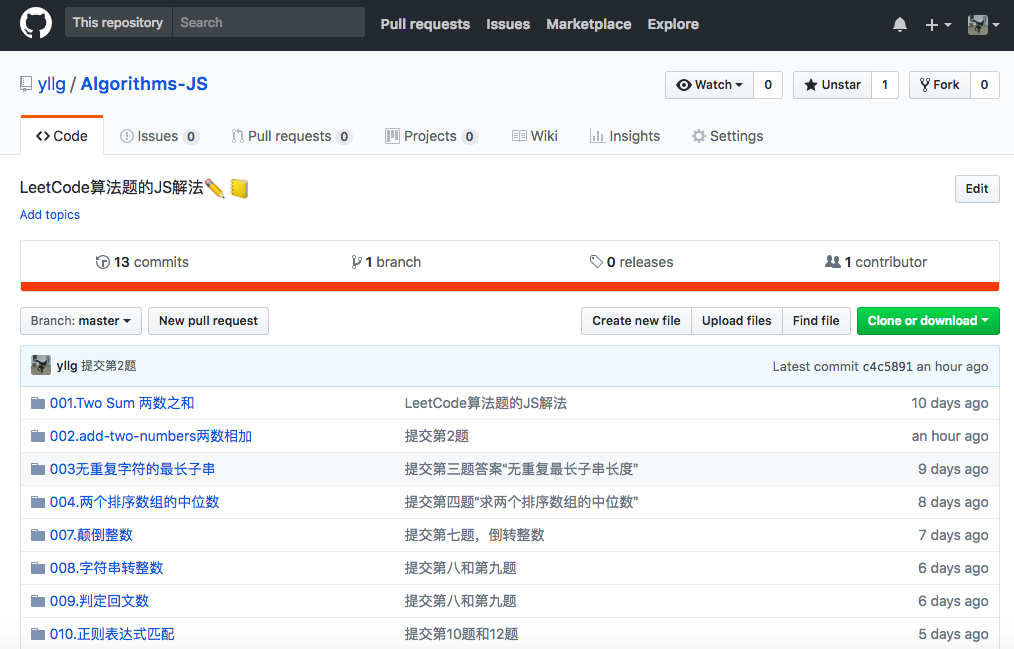 This repository Search Pull requests Issues Marketplace Explore
yllg / Algorithms-JS Watch 0 Unstar 1 Fork 0
Code Issues 0 Pull requests 0 Projects 0 Wiki Insights Settings
LeetCode算法题的JS解法✏️ 📒 Edit
Add topics
13 commits 1 branch 0 releases 1 contributor
Branch: master New pull request Create new file Upload files Find file Clone or download
yllg 提交第2题 Latest commit c4c5891 an hour ago
001.Two Sum 两数之和 LeetCode算法题的JS解法 10 days ago
002.add-two-numbers两数相加 提交第2题 an hour ago
003无重复字符的最长子串 提交第三题答案“无重复最长子串长度” 9 days ago
004.两个排序数组的中位数 提交第四题“求两个排序数组的中位数” 8 days ago
007.颠倒整数 提交第七题，倒转整数 7 days ago
008.字符串转整数 提交第八和第九题 6 days ago
009.判定回文数 提交第八和第九题 6 days ago
010.正则表达式匹配 提交第10题和12题 5 days ago